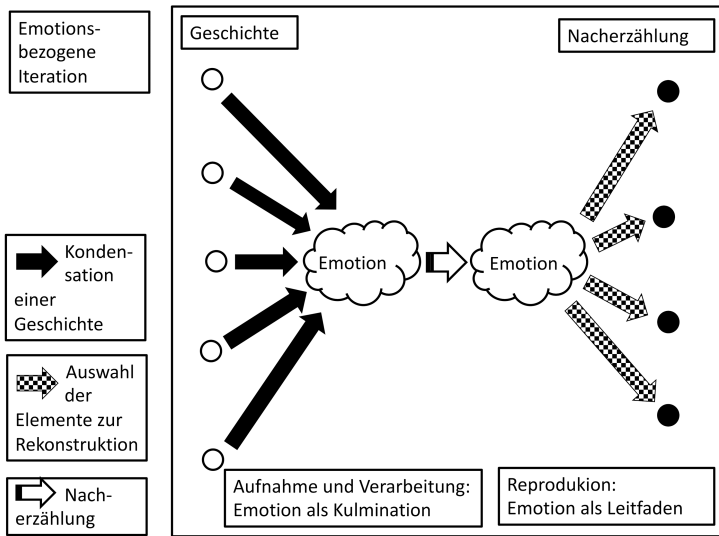 Emotions-
bezogene
Iteration
Geschichte
Nacherzählung
Emotion
Emotion
Konden-
sation
einer
Geschichte
Auswahl
der
Elemente zur
Rekonstruktion
Nach-
erzählung
Aufnahme und Verarbeitung:
Emotion als Kulmination
Reprodukion:
Emotion als Leitfaden